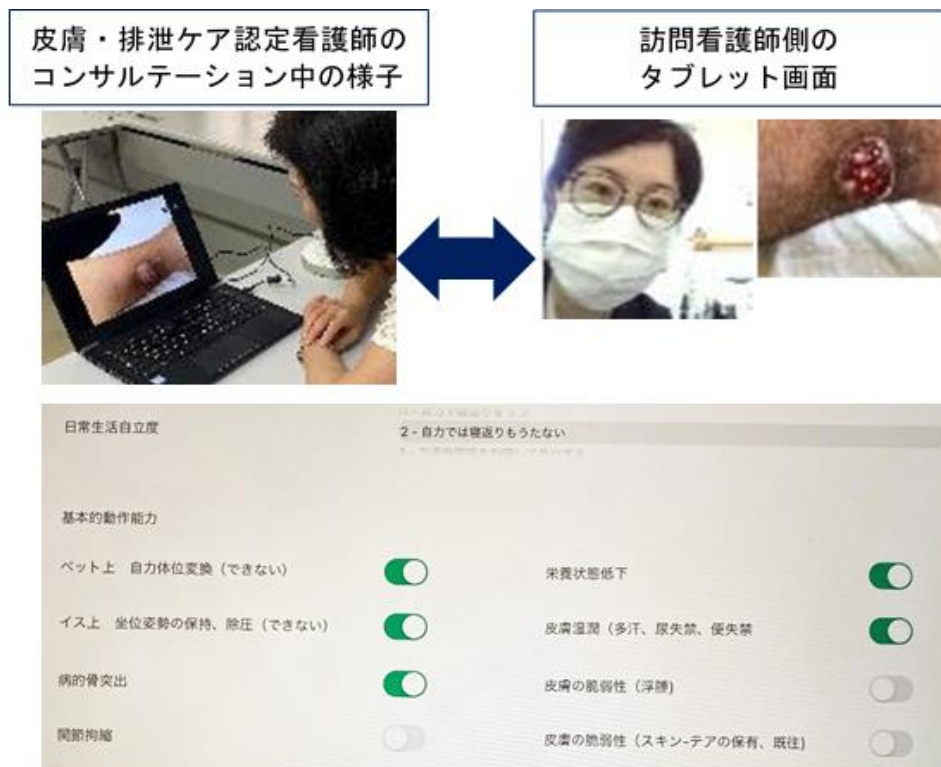 皮膚・排泄ケア認定看護師の
コンサルテーション中の様子
訪問看護師側の
タブレット画面
日常生活自立度
2 - 自力では寝返りもうたない
基本的動作能力
ベット上　自力体位変換（できない）
栄養状態低下
イス上　坐位姿勢の保持、除圧（できない）
皮膚湿潤（多汗、尿失禁、便失禁
病的骨突出
皮膚の脆弱性（浮腫)
関節拘縮
皮膚の脆弱性（スキン-テアの保有、既往)